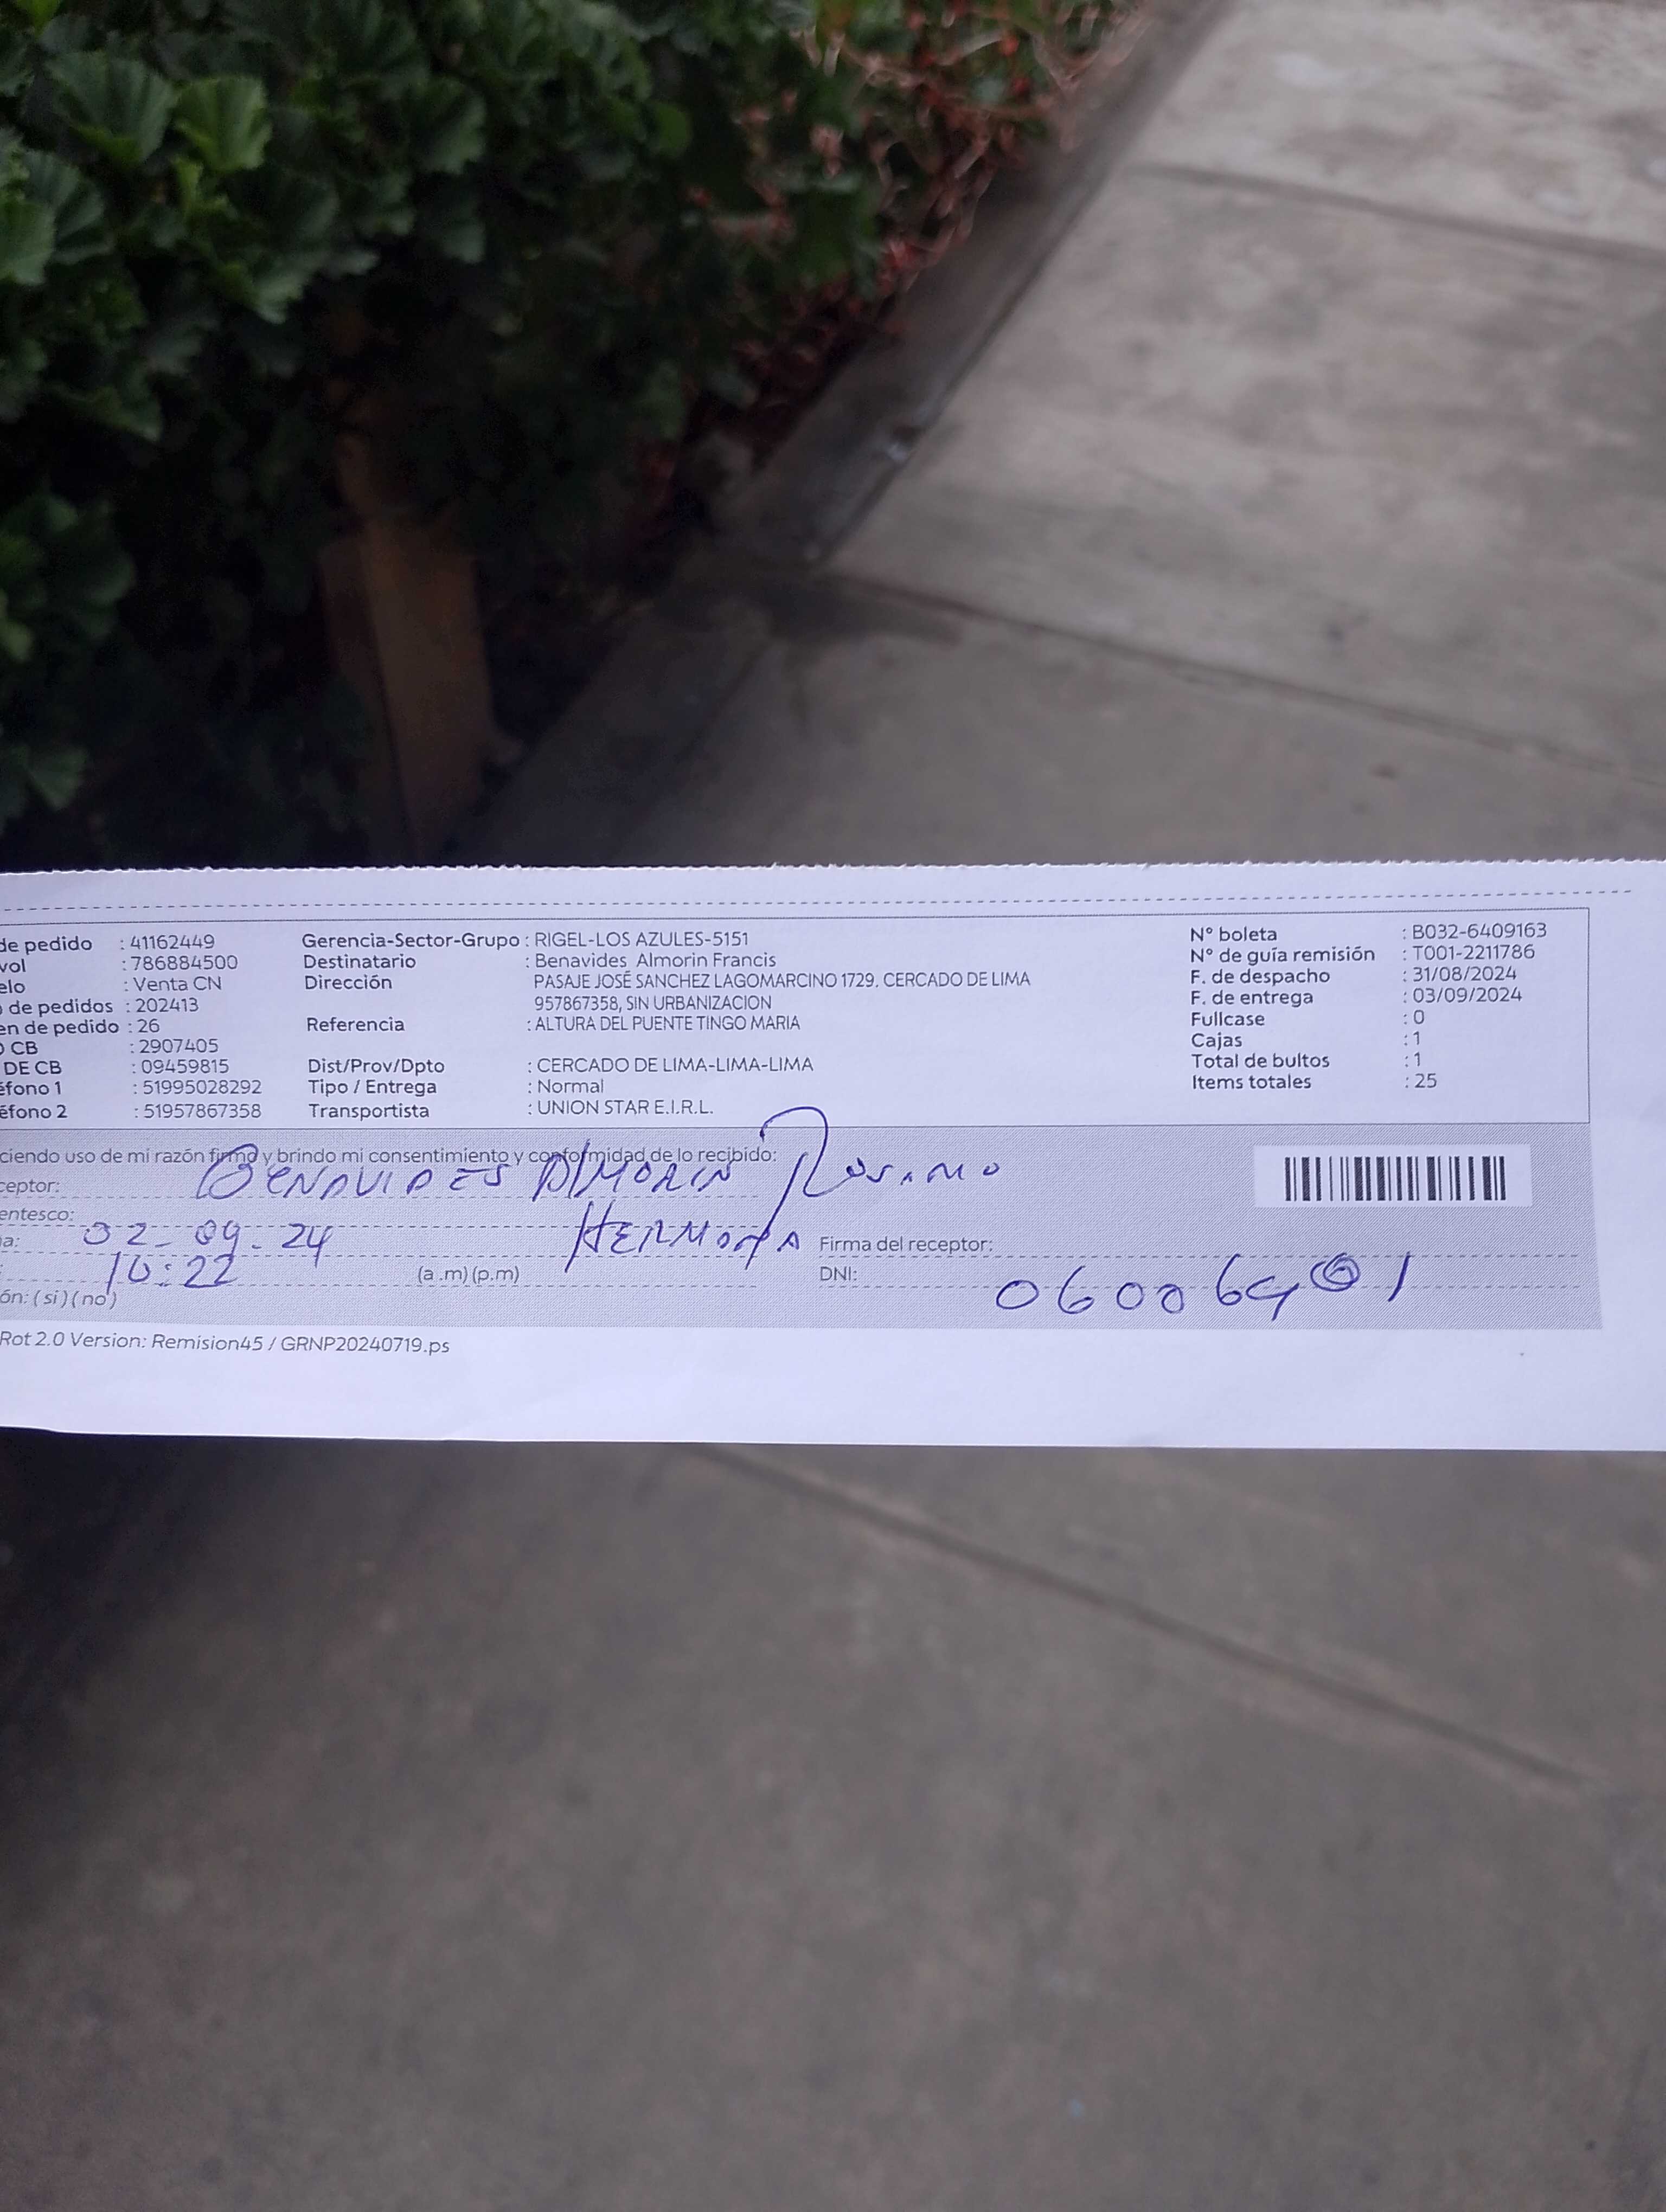 de pedido : 41162449
vol : 786884500
elo : Venta CN
de pedidos : 202413
en de pedido : 26
CB : 2907405
DE CB : 09459815
éfono 1 : 51995028292
éfono 2 : 51957867358
Gerencia-Sector-Grupo : RIGEL-LOS AZULES-5151
Destinatario : Benavides Almorin Francis
Dirección PASAJE JOSÉ SANCHEZ LAGOMARCINO 1729, CERCADO DE LIMA
957867358, SIN URBANIZACION
Referencia : ALTURA DEL PUENTE TINGO MARIA
Dist/Prov/Dpto : CERCADO DE LIMA-LIMA-LIMA
Tipo / Entrega : Normal
Transportista : UNION STAR E.I.R.L.
N° boleta : B032-6409163
N° de guía remisión : T001-2211786
F. de despacho : 31/08/2024
F. de entrega : 03/09/2024
Fullcase : 0
Cajas : 1
Total de bultos : 1
Items totales : 25
ciendo uso de mi razón firmo y brindo mi consentimiento y conformidad de lo recibido:
ceptor: BENAVIDES AlMORIN
entesco: HERMANA
a: 02-09-24
Firma del receptor:
: 10:22 (a.m) (p.m)
DNI:
ón: (si) (no)
Rot 2.0 Version: Remision45 / GRNP20240719.ps